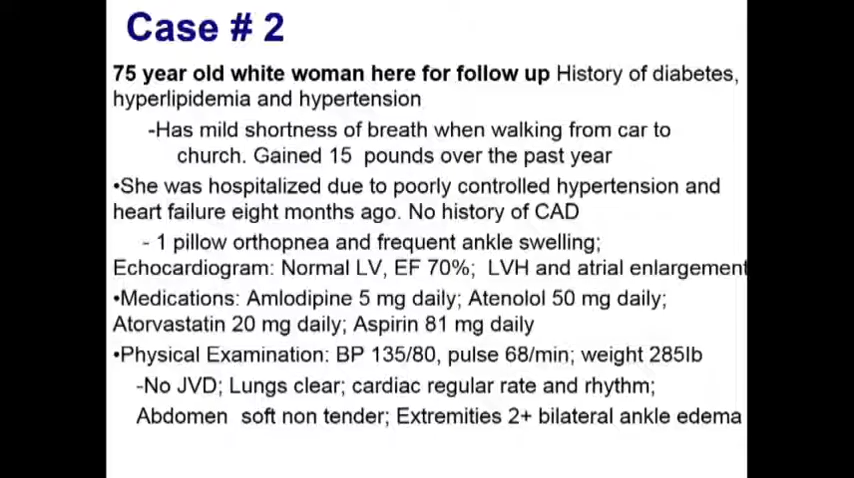 Case # 2
75 year old white woman here for follow up History of diabetes,
hyperlipidemia and hypertension
-Has mild shortness of breath when walking from car to
church. Gained 15 pounds over the past year
•She was hospitalized due to poorly controlled hypertension and
heart failure eight months ago. No history of CAD
- 1 pillow orthopnea and frequent ankle swelling;
Echocardiogram: Normal LV, EF 70%; LVH and atrial enlargement
•Medications: Amlodipine 5 mg daily; Atenolol 50 mg daily;
Atorvastatin 20 mg daily; Aspirin 81 mg daily
•Physical Examination: BP 135/80, pulse 68/min; weight 285lb
-No JVD; Lungs clear; cardiac regular rate and rhythm;
Abdomen soft non tender; Extremities 2+ bilateral ankle edema